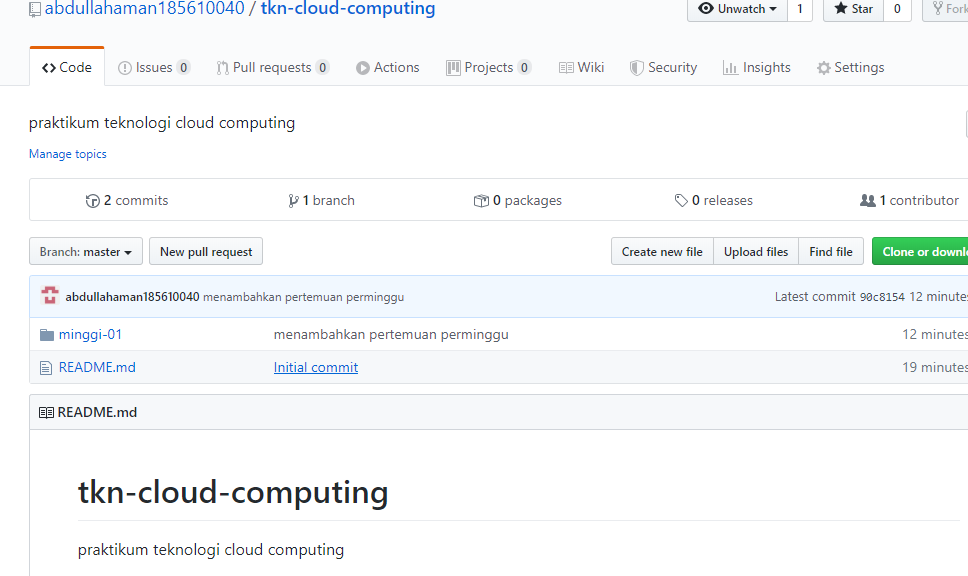 abdullahaman185610040 / tkn-cloud-computing
Unwatch 1 Star 0 Fork
Code Issues 0 Pull requests 0 Actions Projects 0 Wiki Security Insights Settings
praktikum teknologi cloud computing
Manage topics
2 commits 1 branch 0 packages 0 releases 1 contributor
Branch: master New pull request Create new file Upload files Find file Clone or downl
abdullahaman185610040 menambahkan pertemuan perminggu Latest commit 90c8154 12 minutes
minggi-01 menambahkan pertemuan perminggu 12 minutes
README.md Initial commit 19 minutes
README.md
tkn-cloud-computing
praktikum teknologi cloud computing